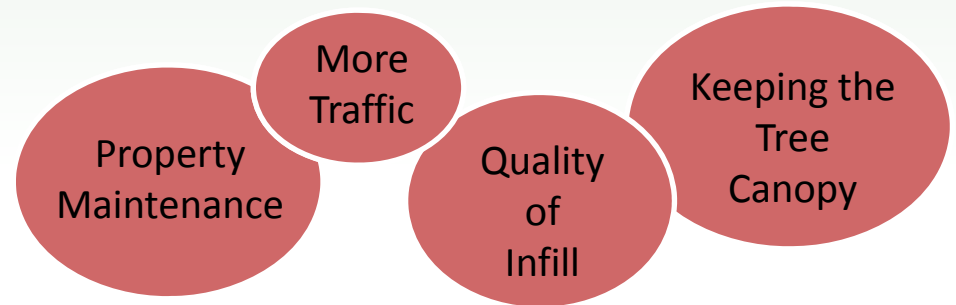 Property
Maintenance
More
Traffic
Quality
of
Infill
Keeping the
Tree
Canopy